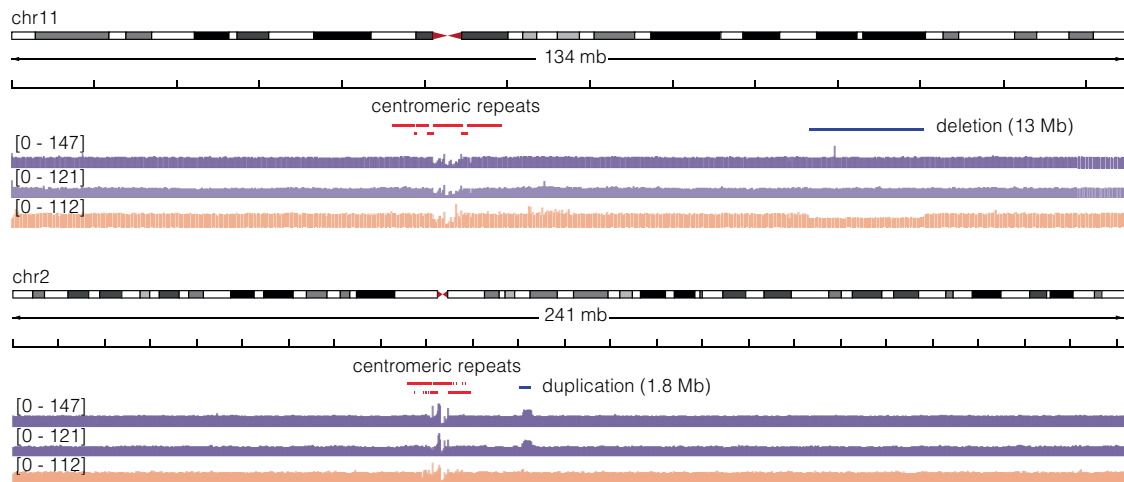 chr11
134 mb
centromeric repeats
deletion (13 Mb)
[0 - 147]
[0 - 121]
[0 - 112]
chr2
241 mb
centromeric repeats
duplication (1.8 Mb)
[0 - 147]
[0 - 121]
[0 - 112]